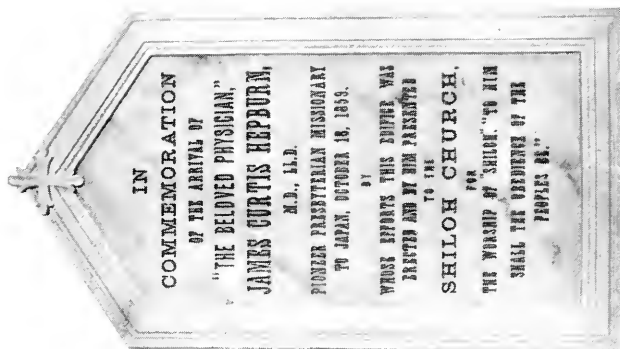 IN
COMMEMORATION
OF THE ARRIVAL OF
"THE BELOVED PHYSICIAN,"
JAMES CURTIS HEPBURN,
M.D., LL.D.
PIONEER PRESBYTERIAN MISSIONARY
TO JAPAN, OCTOBER 18, 1859.
BY
WHOSE EFFORTS THIS EDIFICE WAS
ERECTED AND BY HIM PRESENTED
TO THE
SHILOH CHURCH,
FOR
THE WORSHIP OF "SHILOH." "TO HIM
SHALL THE OBEDIENCE OF THE
PEOPLES BE."